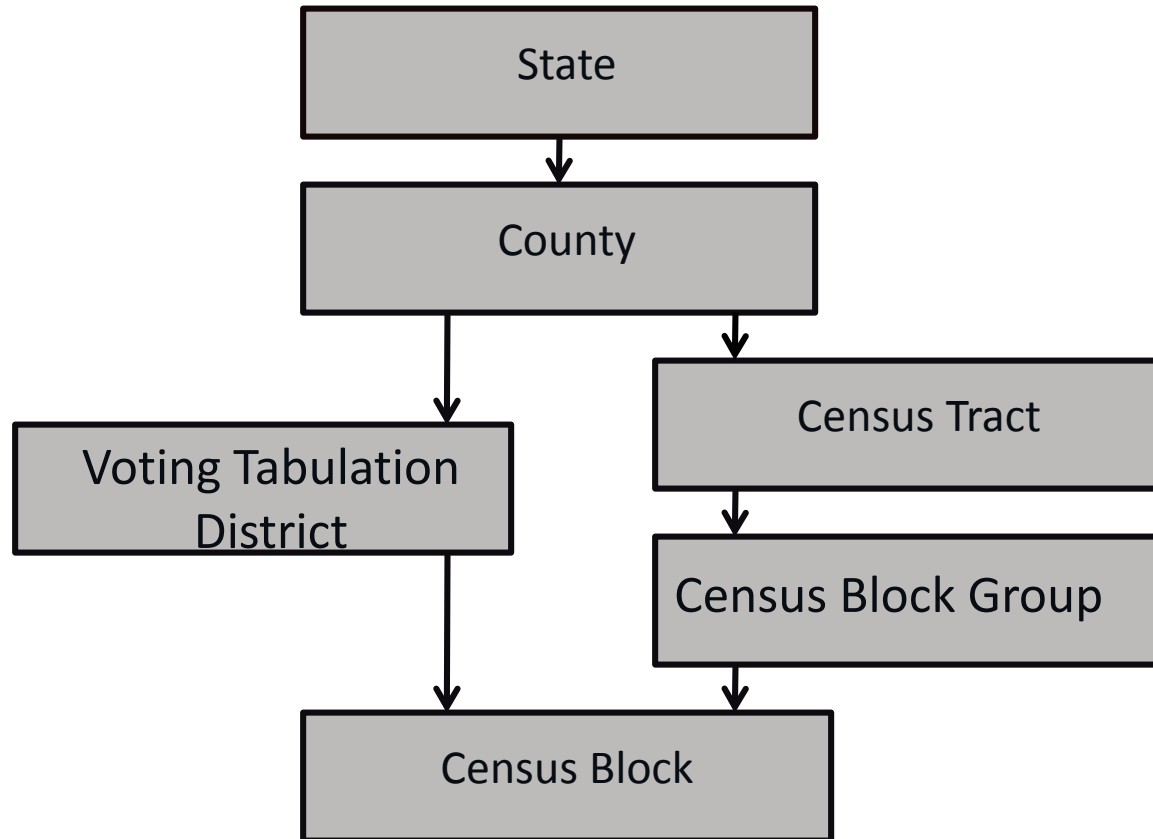 State
County
Census Tract
Voting Tabulation
District
Census Block Group
Census Block